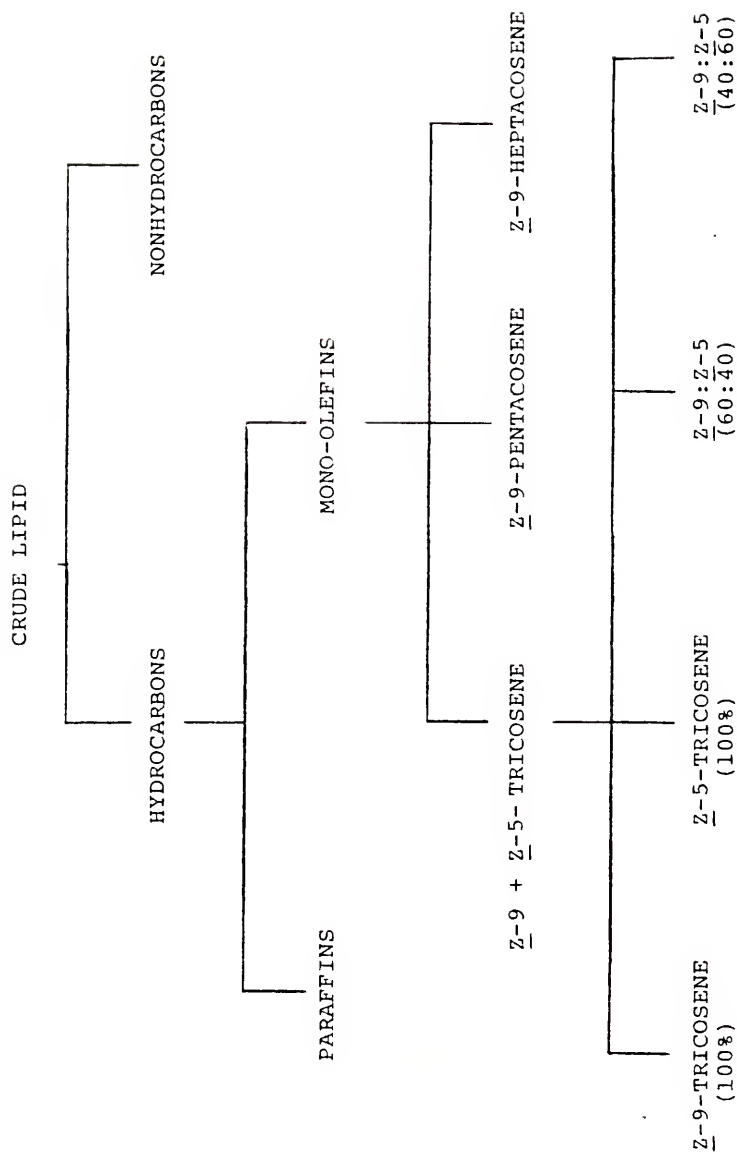 CRUDE LIPID
HYDROCARBONS
NONHYDROCARBONS
PARAFFINS
MONO-OLEFINS
Z-9 + Z-5- TRICOSENE
Z-9-PENTACOSENE
Z-9-HEPTACOSENE
Z-9-TRICOSENE
(100%)
Z-5-TRICOSENE
(100%)
Z-9:Z-5
(60:40)
Z-9:Z-5
(40:60)